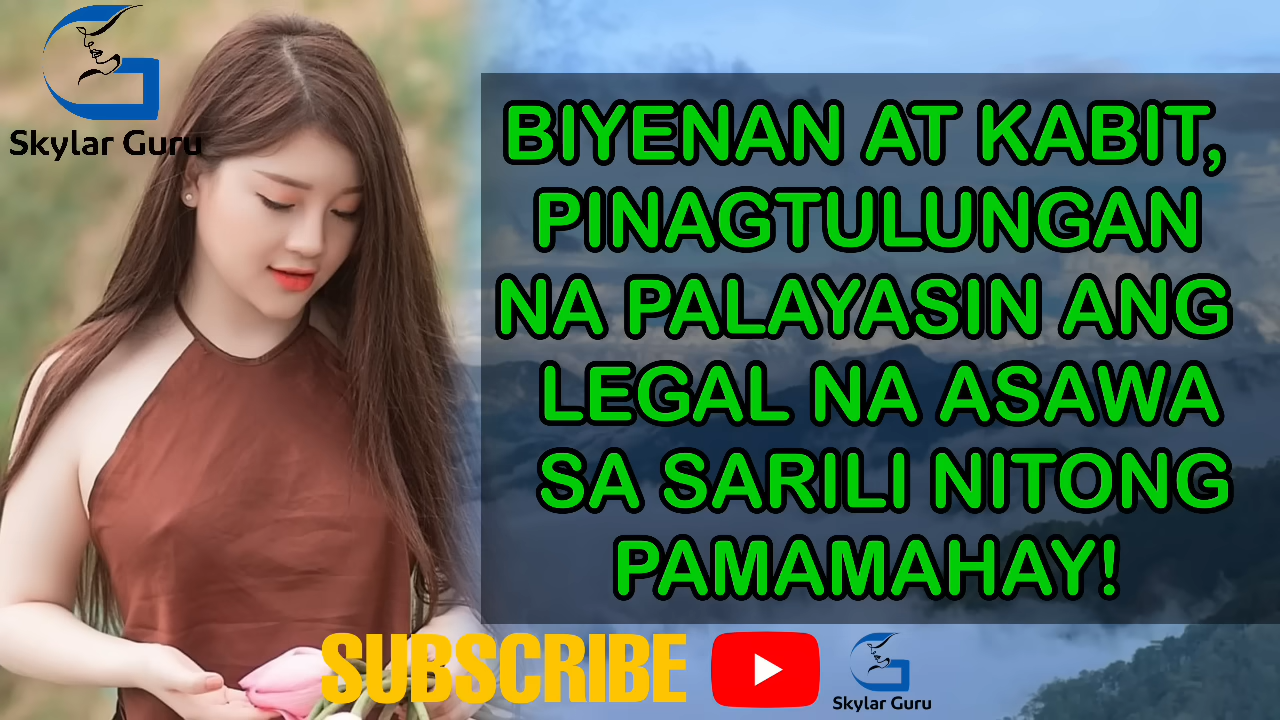 Skylar Guru
BIYENAN AT KABIT,
PINAGTULUNGAN
NA PALAYASIN ANG
LEGAL NA ASAWA
SA SARILI NITONG
PAMAMAHAY!
SUBSCRIBE
Skylar Guru